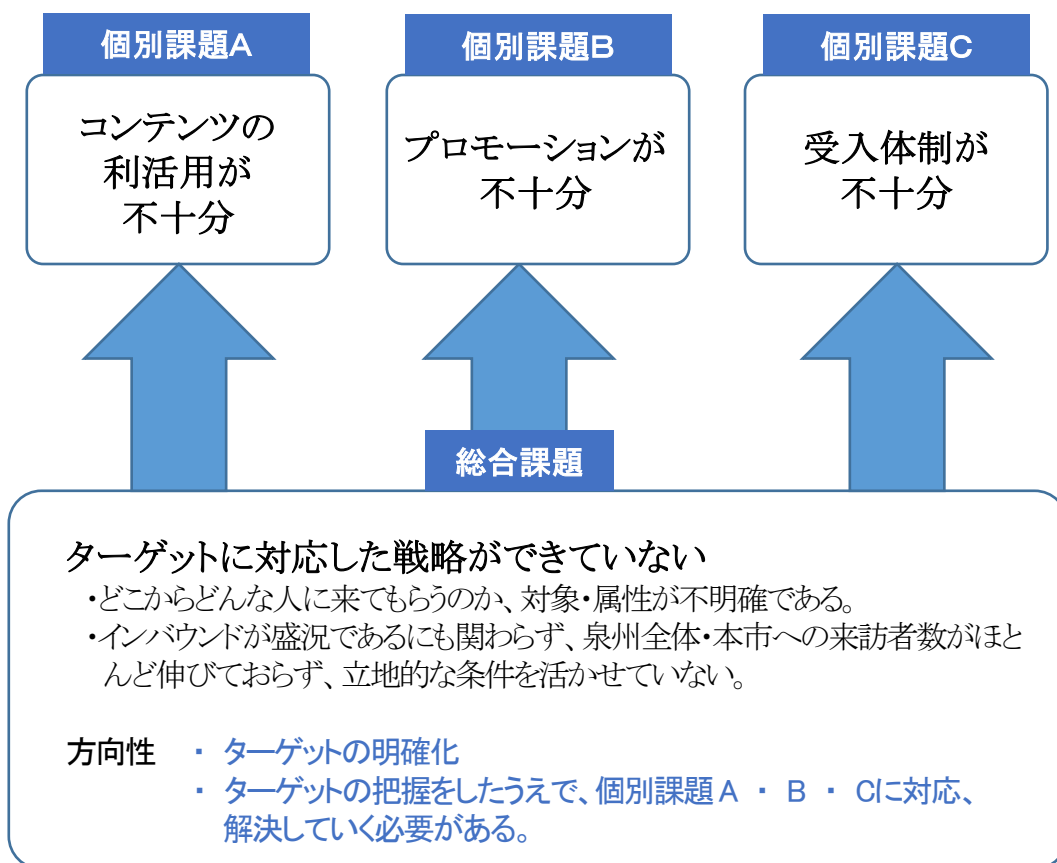 個別課題A
コンテンツの
利活用が
不十分
個別課題B
プロモーションが
不十分
個別課題C
受入体制が
不十分
総合課題
ターゲットに対応した戦略ができていない
・どこからどんな人に来てもらうのか、対象・属性が不明確である。
・インバウンドが盛況であるにも関わらず、泉州全体・本市への来訪者数がほと
んど伸びておらず、立地的な条件を活かせていない。
方向性 ・ ターゲットの明確化
・ ターゲットの把握をしたうえで、個別課題A ・ B ・ Cに対応、
解決していく必要がある。